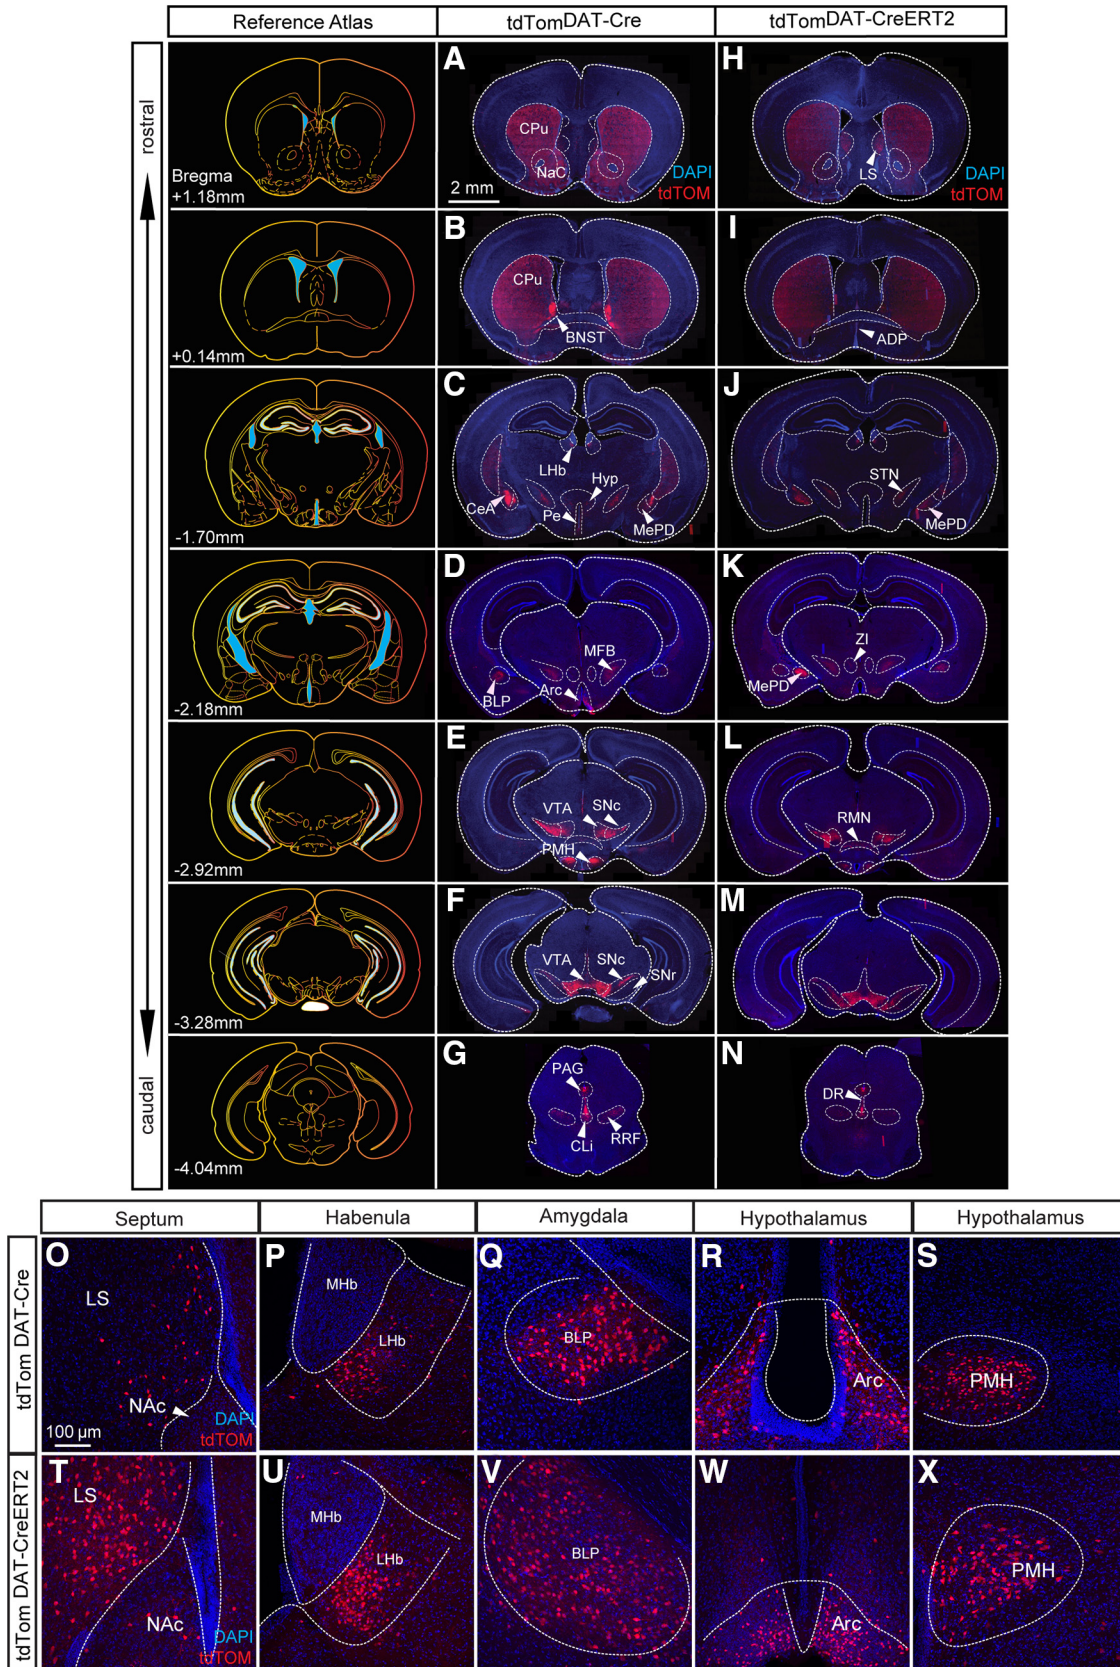 Reference Atlas
tdTomDAT-Cre
tdTomDAT-CreERT2
rostral
caudal
Bregma
+1.18mm
A
CPu
NaC
2 mm
DAPI
tdTOM
H
LS
DAPI
tdTOM
+0.14mm
B
CPu
BNST
I
ADP
-1.70mm
C
LHb
Hyp
CeA
Pe
MePD
J
STN
MePD
-2.18mm
D
MFB
BLP
Arc
K
ZI
MePD
-2.92mm
E
VTA
SNc
PMH
L
RMN
-3.28mm
F
VTA
SNc
SNr
M
-4.04mm
G
PAG
CLi
RRF
N
DR
Septum
Habenula
Amygdala
Hypothalamus
Hypothalamus
tdTom DAT-Cre
O
LS
NAc
DAPI
tdTOM
100 µm
P
MHb
LHb
Q
BLP
R
Arc
S
PMH
tdTom DAT-CreERT2
T
LS
NAc
DAPI
tdTOM
U
MHb
LHb
V
BLP
W
Arc
X
PMH